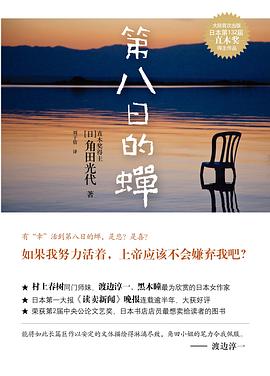 大陆首次出版
日本第132届
直木奖
得主作品
第八日的蝉
直木奖得主
[日]角田光代 著
有“幸”活到第八日的蝉,是悲?是喜?
如果我努力活着,上帝应该不会嫌弃我吧?
★ 村上春树同门师妹、渡边淳一、黑木瞳最为欣赏的日本女作家
★ 日本第一大报《读卖新闻》晚报连载逾半年,大获好评
★ 荣获第2届中央公论文艺奖、日本书店店员最想卖给读者的图书
能将如此长篇巨作以安定的文体描绘得淋漓尽致,角田小姐的笔力令我佩服。
—— 渡边淳一